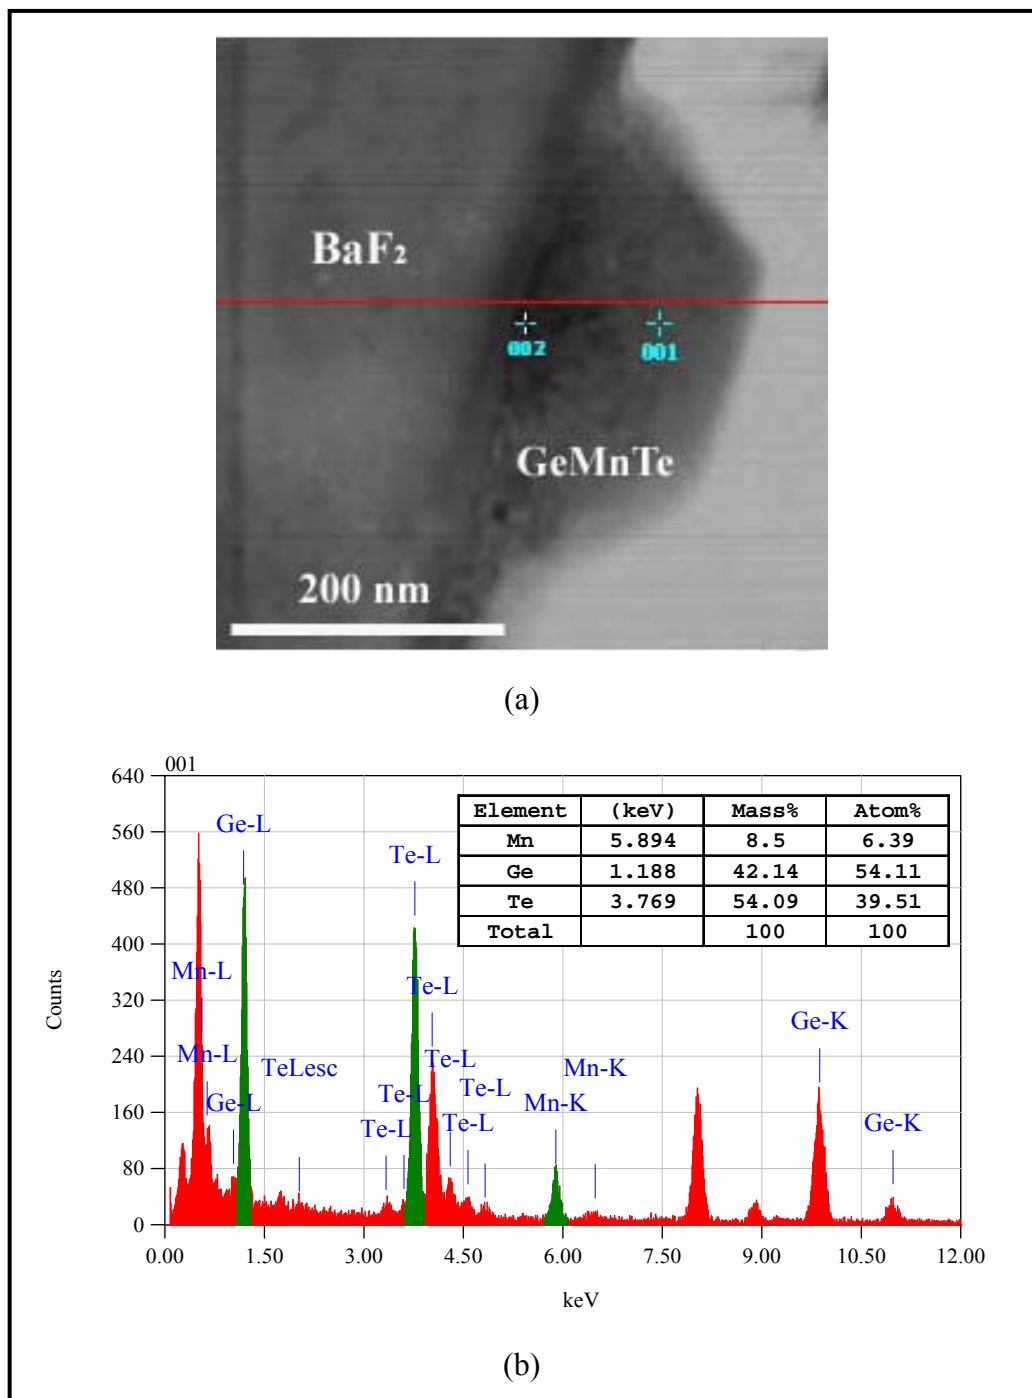 BaF₂
002
001
GeMnTe
200 nm
(a)
001
640
560
480
400
320
240
160
80
0
Counts
Ge-L
Te-L
Mn-L
Te-L
Mn-L
Ge-L
TeLesc
Te-L
Te-L
Te-L
Te-L
Te-L
Mn-K
Mn-K
Ge-K
Ge-K
Element (keV) Mass% Atom%
Mn 5.894 8.5 6.39
Ge 1.188 42.14 54.11
Te 3.769 54.09 39.51
Total 100 100
0.00 1.50 3.00 4.50 6.00 7.50 9.00 10.50 12.00
keV
(b)